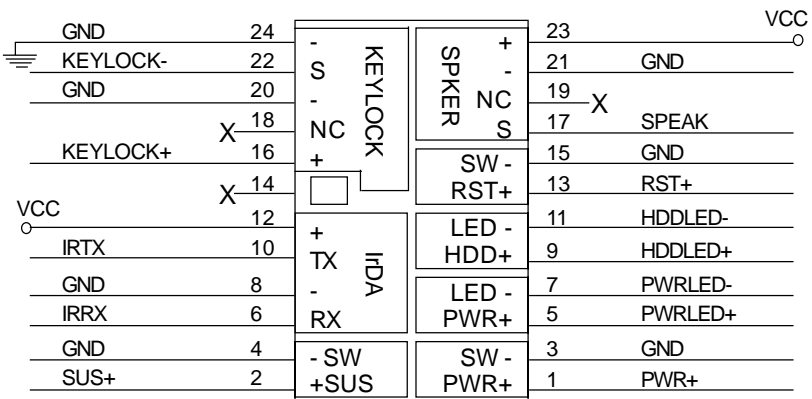 VCC
GND 24 - + 23
KEYLOCK- 22 S - 21 GND
GND 20 - NC 19 X
X 18 NC S 17 SPEAK
KEYLOCK
SPKER
KEYLOCK+ 16 + SW - 15 GND
X 14 RST+ 13 RST+
VCC 12 + LED - 11 HDDLED-
IRTX 10 TX HDD+ 9 HDDLED+
IrDA
GND 8 - LED - 7 PWRLED-
IRRX 6 RX PWR+ 5 PWRLED+
GND 4 - SW SW - 3 GND
SUS+ 2 +SUS PWR+ 1 PWR+